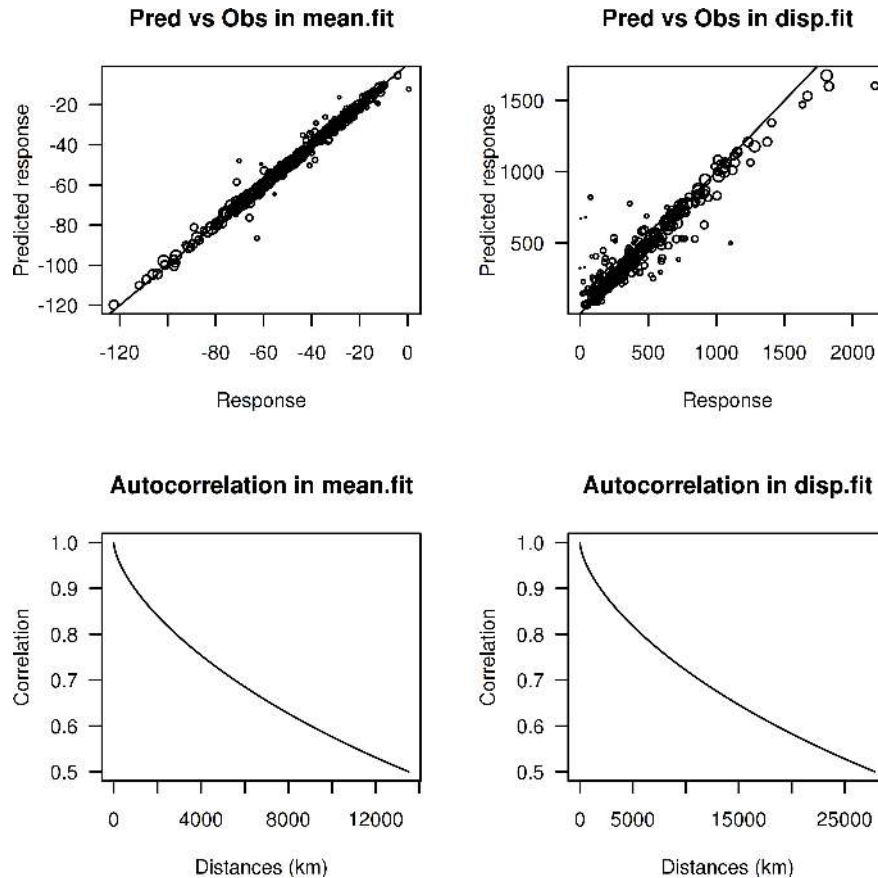 Pred vs Obs in mean.fit
Predicted response
-20
-40
-60
-80
-100
-120
-120 -80 -60 -40 -20 0
Response
Pred vs Obs in disp.fit
Predicted response
1500
1000
500
0 500 1000 1500 2000
Response
Autocorrelation in mean.fit
Correlation
1.0
0.9
0.8
0.7
0.6
0.5
0 4000 8000 12000
Distances (km)
Autocorrelation in disp.fit
Correlation
1.0
0.9
0.8
0.7
0.6
0.5
0 5000 15000 25000
Distances (km)